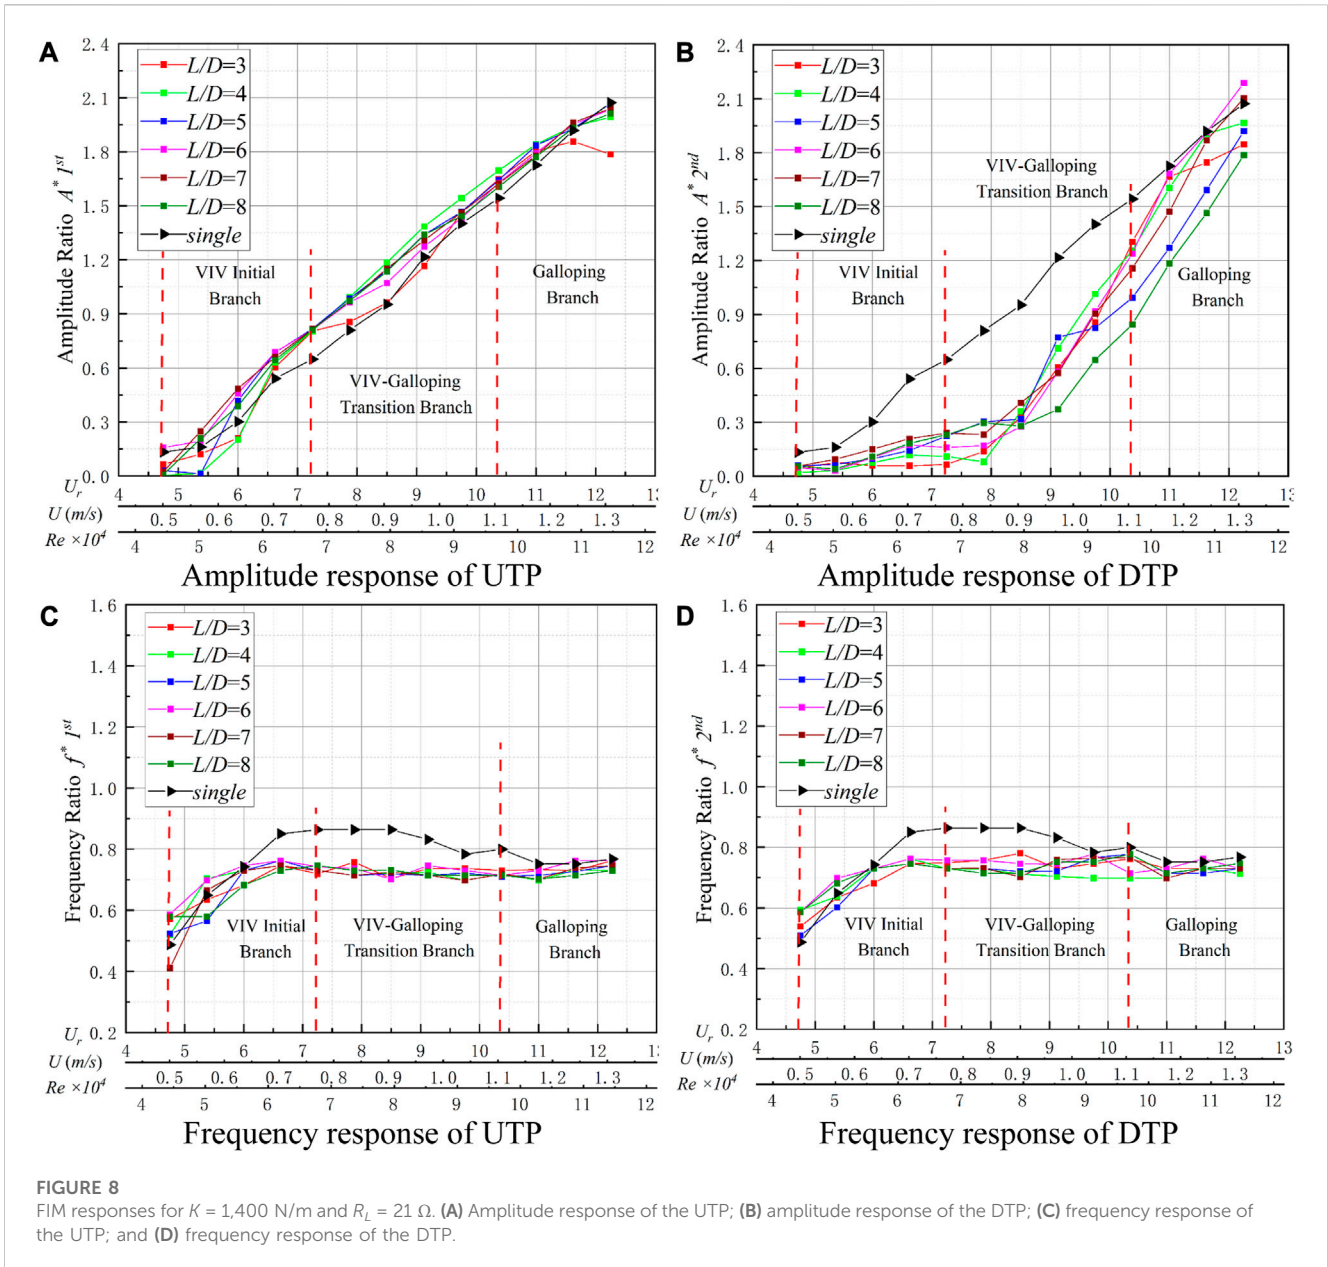 A
2.4
2.1
1.8
1.5
1.2
0.9
0.6
0.3
0.0
Amplitude Ratio A* 1st
L/D=3
L/D=4
L/D=5
L/D=6
L/D=7
L/D=8
single
VIV Initial
Branch
VIV-Galloping
Transition Branch
Galloping
Branch
Ur 4 5 6 7 8 9 10 11 12 13
U (m/s) 0.5 0.6 0.7 0.8 0.9 1.0 1.1 1.2 1.3
Re ×10⁴ 4 5 6 7 8 9 10 11 12
Amplitude response of UTP
B
2.4
2.1
1.8
1.5
1.2
0.9
0.6
0.3
0.0
Amplitude Ratio A* 2nd
L/D=3
L/D=4
L/D=5
L/D=6
L/D=7
L/D=8
single
VIV-Galloping
Transition Branch
VIV Initial
Branch
Galloping
Branch
Ur 4 5 6 7 8 9 10 11 12 13
U (m/s) 0.5 0.6 0.7 0.8 0.9 1.0 1.1 1.2 1.3
Re ×10⁴ 4 5 6 7 8 9 10 11 12
Amplitude response of DTP
C
1.6
1.4
1.2
1.0
0.8
0.6
0.4
0.2
Frequency Ratio f* 1st
L/D=3
L/D=4
L/D=5
L/D=6
L/D=7
L/D=8
single
VIV Initial
Branch
VIV-Galloping
Transition Branch
Galloping
Branch
Ur 4 5 6 7 8 9 10 11 12 13
U (m/s) 0.5 0.6 0.7 0.8 0.9 1.0 1.1 1.2 1.3
Re ×10⁴ 4 5 6 7 8 9 10 11 12
Frequency response of UTP
D
1.6
1.4
1.2
1.0
0.8
0.6
0.4
0.2
Frequency Ratio f* 2nd
L/D=3
L/D=4
L/D=5
L/D=6
L/D=7
L/D=8
single
VIV Initial
Branch
VIV-Galloping
Transition Branch
Galloping
Branch
Ur 4 5 6 7 8 9 10 11 12 13
U (m/s) 0.5 0.6 0.7 0.8 0.9 1.0 1.1 1.2 1.3
Re ×10⁴ 4 5 6 7 8 9 10 11 12
Frequency response of DTP
FIGURE 8
FIM responses for K = 1,400 N/m and RL = 21 Ω. (A) Amplitude response of the UTP; (B) amplitude response of the DTP; (C) frequency response of
the UTP; and (D) frequency response of the DTP.